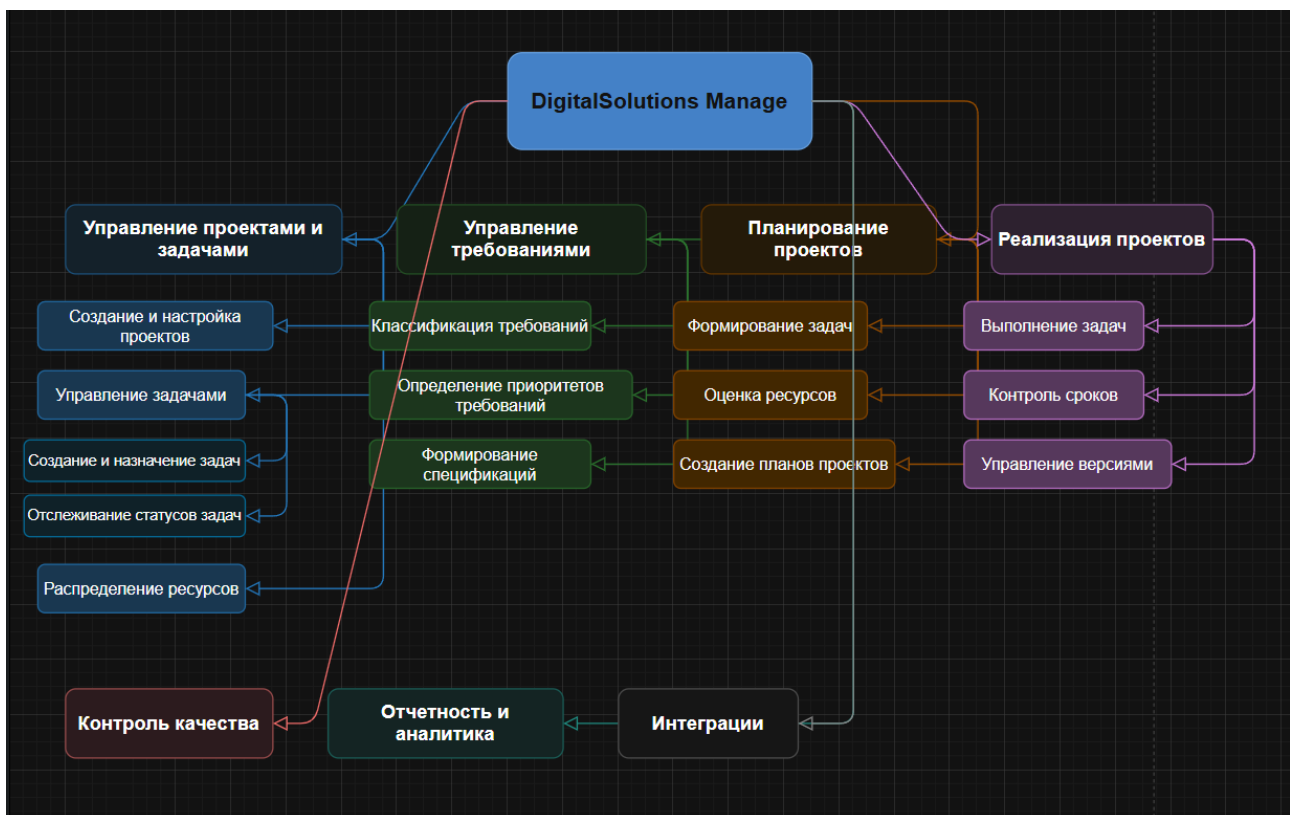 DigitalSolutions Manage
Управление проектами и
задачами
Управление
требованиями
Планирование
проектов
Реализация проектов
Создание и настройка
проектов
Классификация требований
Формирование задач
Выполнение задач
Управление задачами
Определение приоритетов
требований
Оценка ресурсов
Контроль сроков
Создание и назначение задач
Формирование
спецификаций
Создание планов проектов
Управление версиями
Отслеживание статусов задач
Распределение ресурсов
Контроль качества
Отчетность и
аналитика
Интеграции